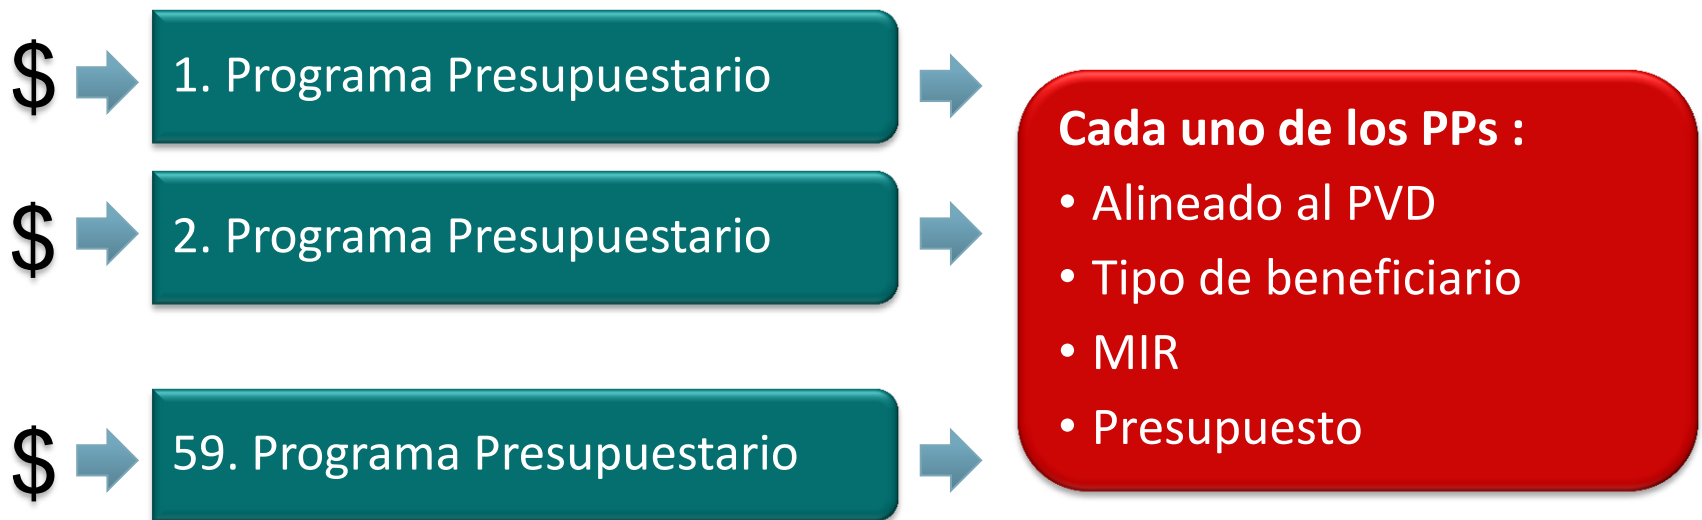 $
1. Programa Presupuestario
$
2. Programa Presupuestario
$
59. Programa Presupuestario
Cada uno de los PPs :
• Alineado al PVD
• Tipo de beneficiario
• MIR
• Presupuesto